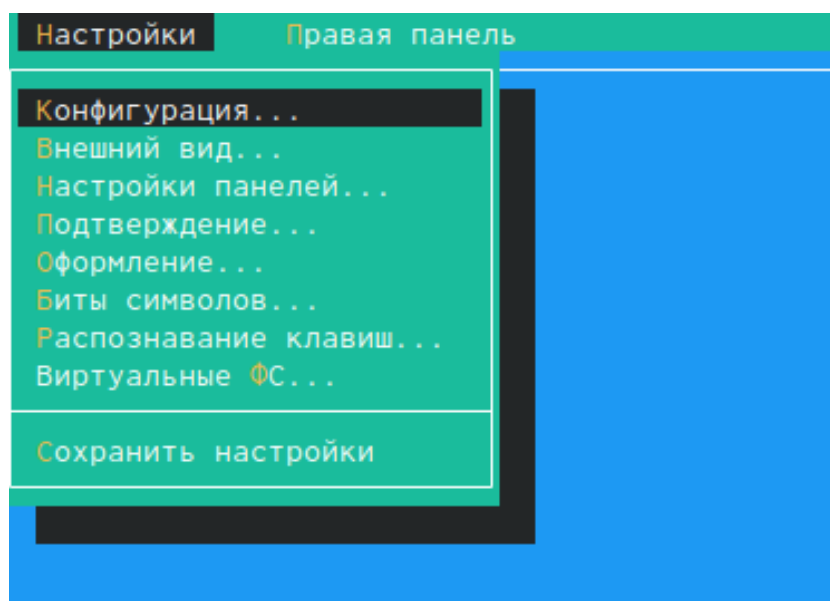 Настройки Правая панель
Конфигурация...
Внешний вид...
Настройки панелей...
Подтверждение...
Оформление...
Биты символов...
Распознавание клавиш...
Виртуальные ФС...
Сохранить настройки